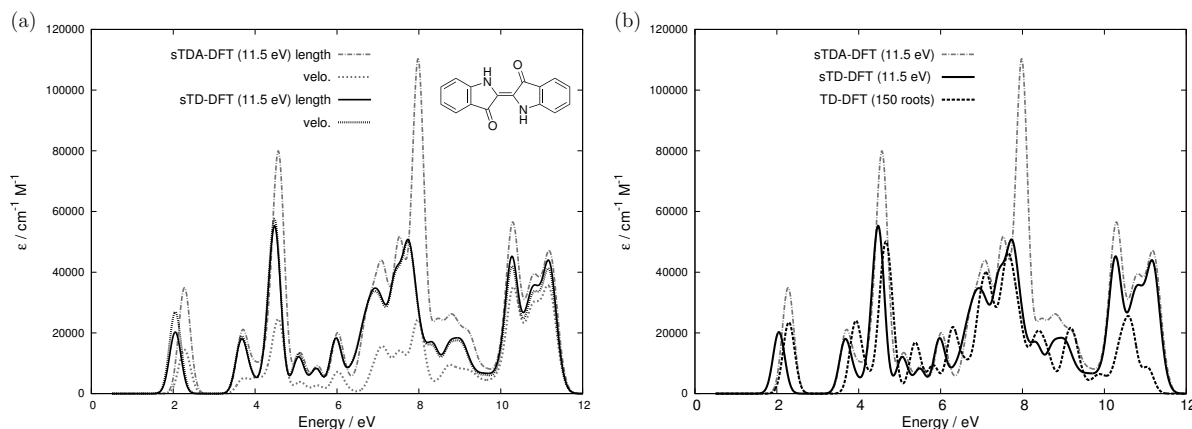 (a)
120000
100000
80000
60000
40000
20000
0
ε / cm⁻¹ M⁻¹
sTDA-DFT (11.5 eV) length
velo.
sTD-DFT (11.5 eV) length
velo.
NH
O
O
N
H
0 2 4 6 8 10 12
Energy / eV
(b)
120000
100000
80000
60000
40000
20000
0
ε / cm⁻¹ M⁻¹
sTDA-DFT (11.5 eV)
sTD-DFT (11.5 eV)
TD-DFT (150 roots)
0 2 4 6 8 10 12
Energy / eV